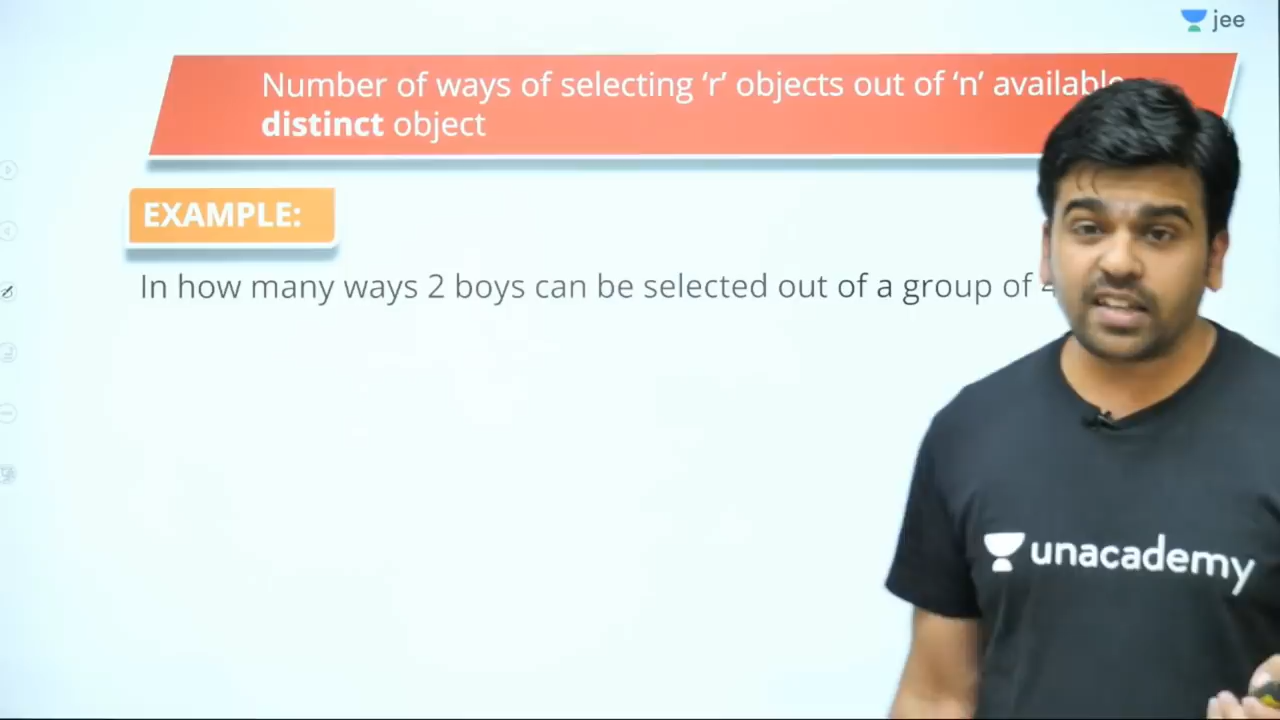 jee
Number of ways of selecting ‘r’ objects out of ‘n’ available
distinct object
EXAMPLE:
In how many ways 2 boys can be selected out of a group of
unacademy